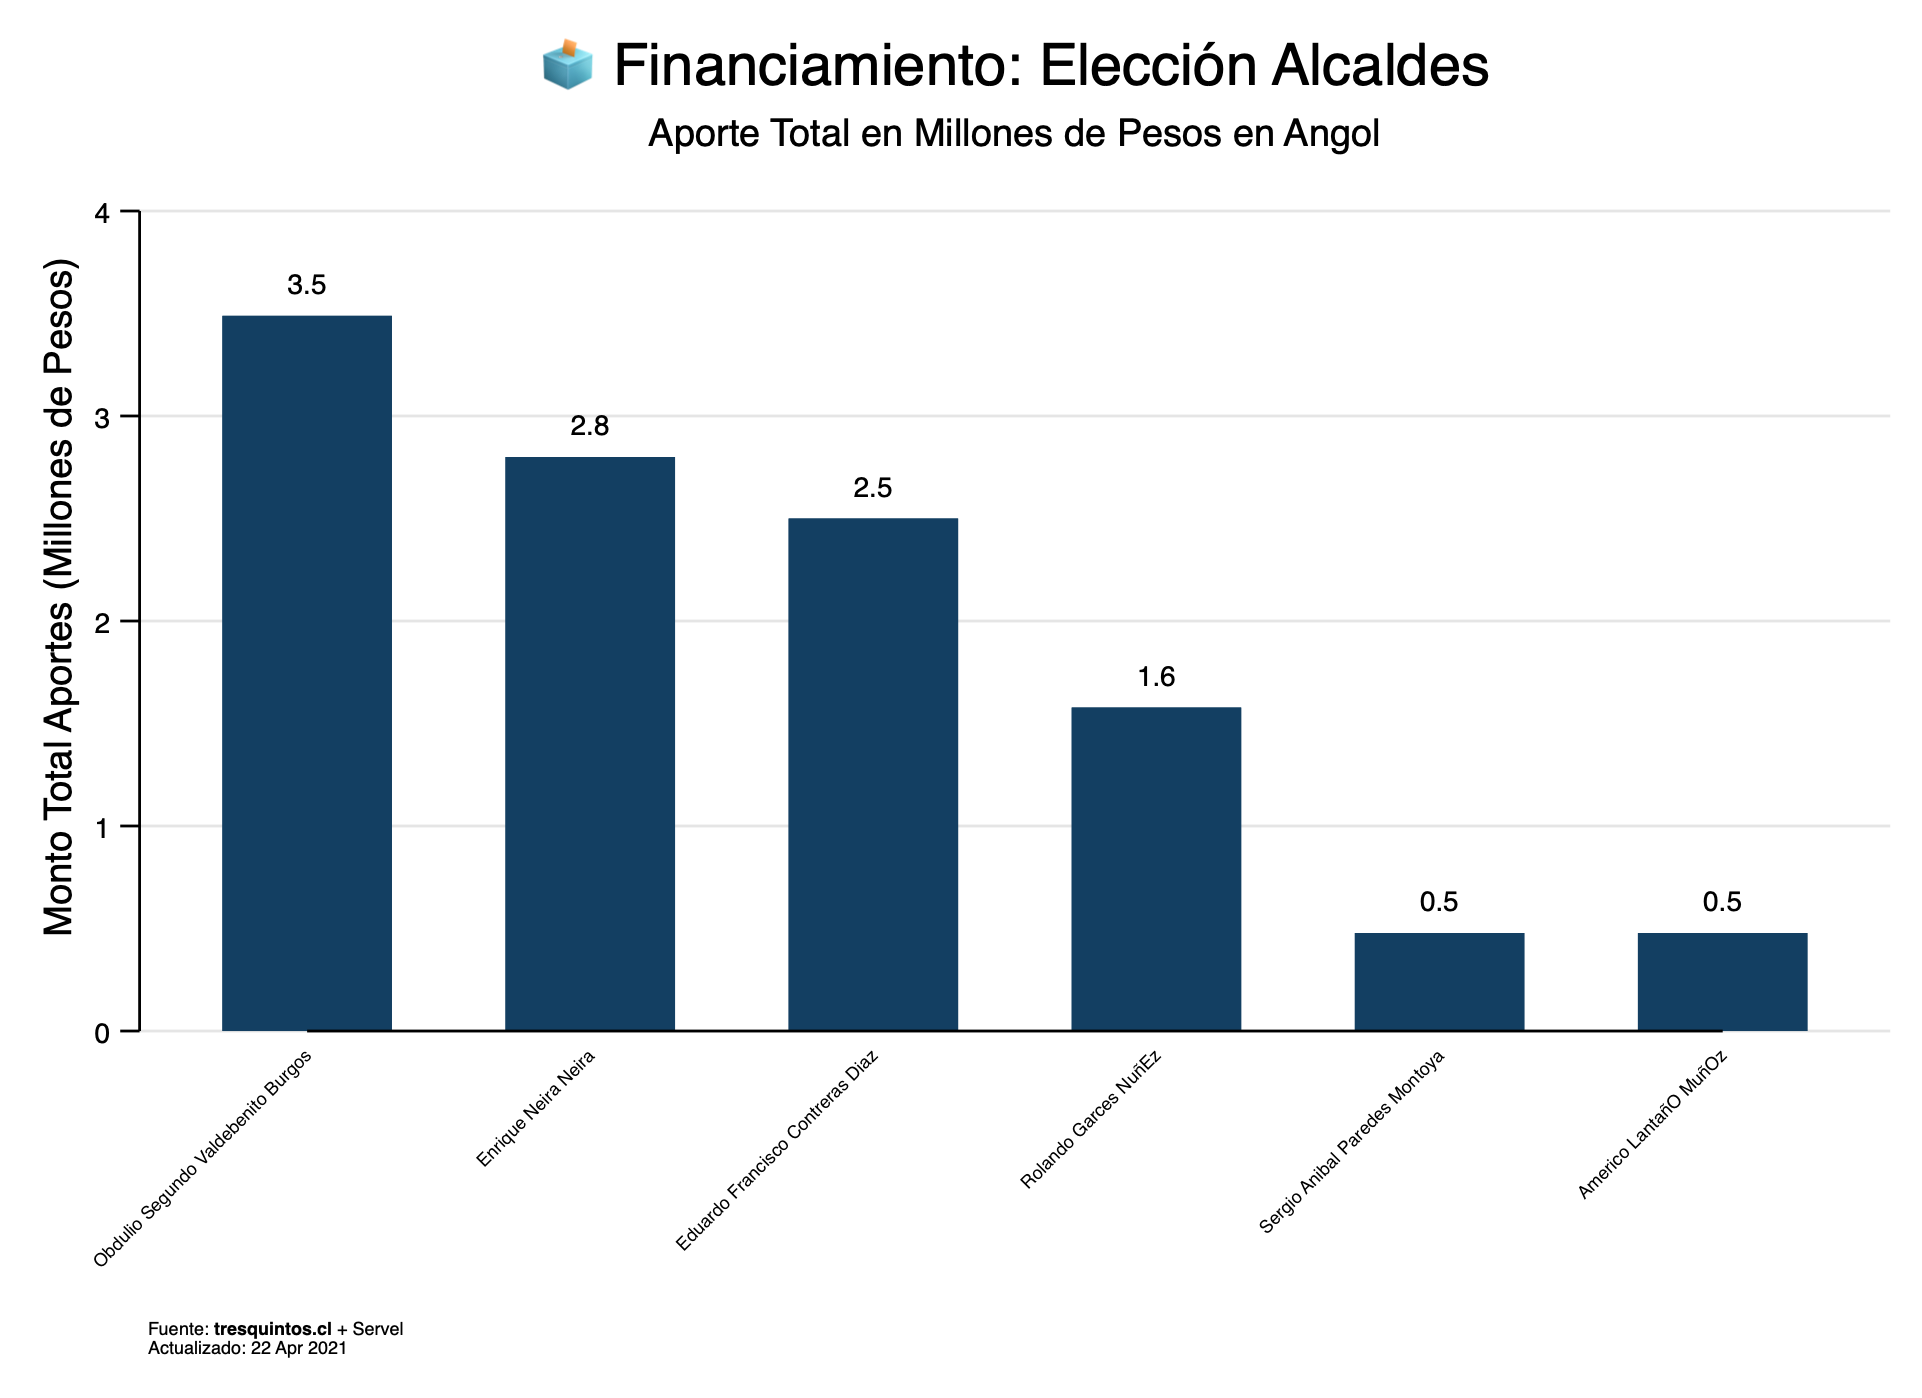 Financiamiento: Elección Alcaldes
Aporte Total en Millones de Pesos en Angol
Monto Total Aportes (Millones de Pesos)
4
3
2
1
0
3.5
2.8
2.5
1.6
0.5
0.5
Obdulio Segundo Valdebenito Burgos
Enrique Neira Neira
Eduardo Francisco Contreras Diaz
Rolando Garces NuñEz
Sergio Anibal Paredes Montoya
Americo LantañO MuñOz
Fuente: tresquintos.cl + Servel
Actualizado: 22 Apr 2021